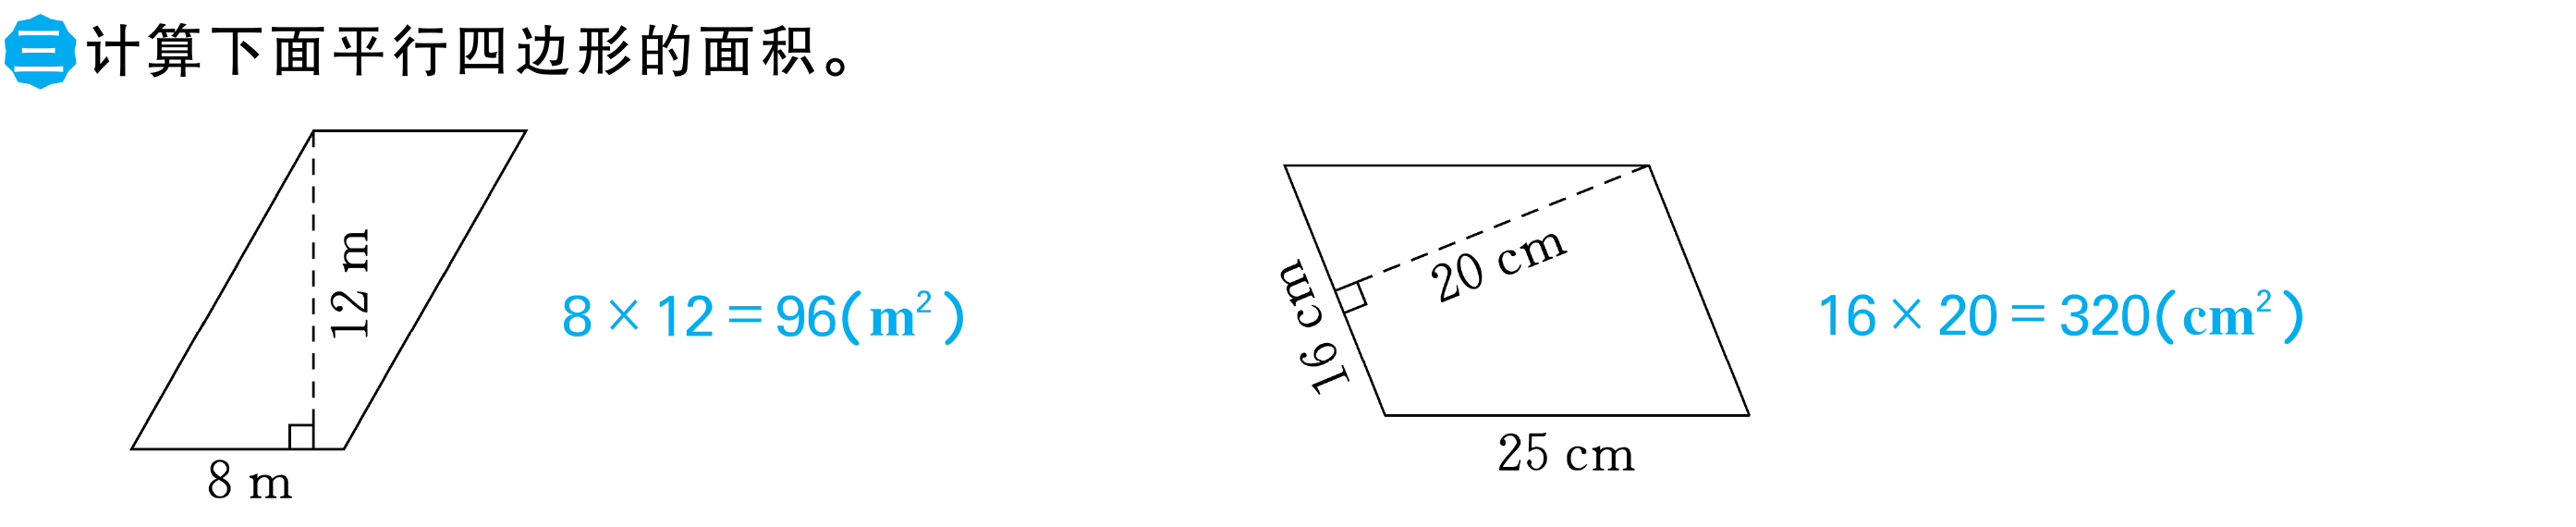 三 计算下面平行四边形的面积。
12 m
8 m
8 × 12 = 96(m²)
20 cm
16 cm
25 cm
16 × 20 = 320(cm²)